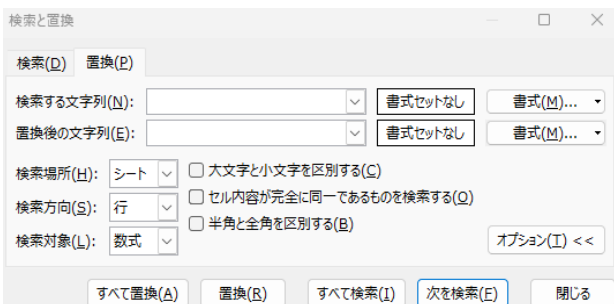 検索と置換
検索(D) 置換(P)
検索する文字列(N): 書式セットなし 書式(M)...
置換後の文字列(E): 書式セットなし 書式(M)...
検索場所(H): シート 大文字と小文字を区別する(C)
検索方向(S): 行 セル内容が完全に同一であるものを検索する(O)
検索対象(L): 数式 半角と全角を区別する(B)
オプション(T) <<
すべて置換(A) 置換(R) すべて検索(I) 次を検索(F) 閉じる